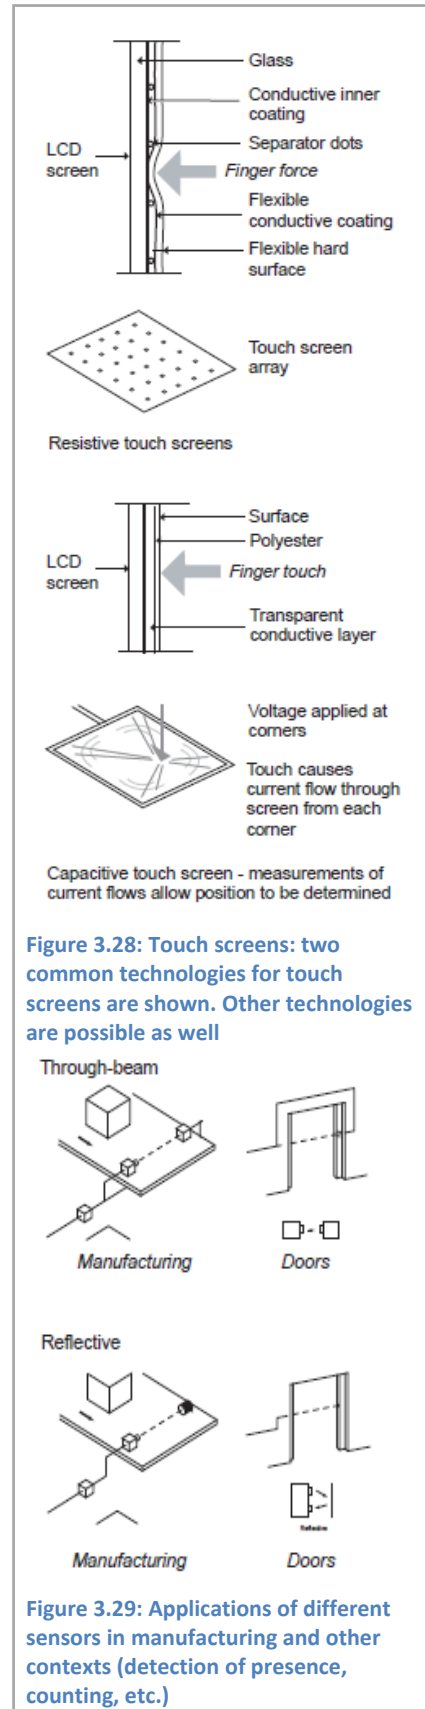 Glass
Conductive inner
coating
Separator dots
LCD
screen
Finger force
Flexible
conductive coating
Flexible hard
surface
Touch screen
array
Resistive touch screens
Surface
Polyester
LCD
screen
Finger touch
Transparent
conductive layer
Voltage applied at
corners
Touch causes
current flow through
screen from each
corner
Capacitive touch screen - measurements of
current flows allow position to be determined
Figure 3.28: Touch screens: two
common technologies for touch
screens are shown. Other technologies
are possible as well
Through-beam
Manufacturing
Doors
Reflective
Reflective
Manufacturing
Doors
Figure 3.29: Applications of different
sensors in manufacturing and other
contexts (detection of presence,
counting, etc.)